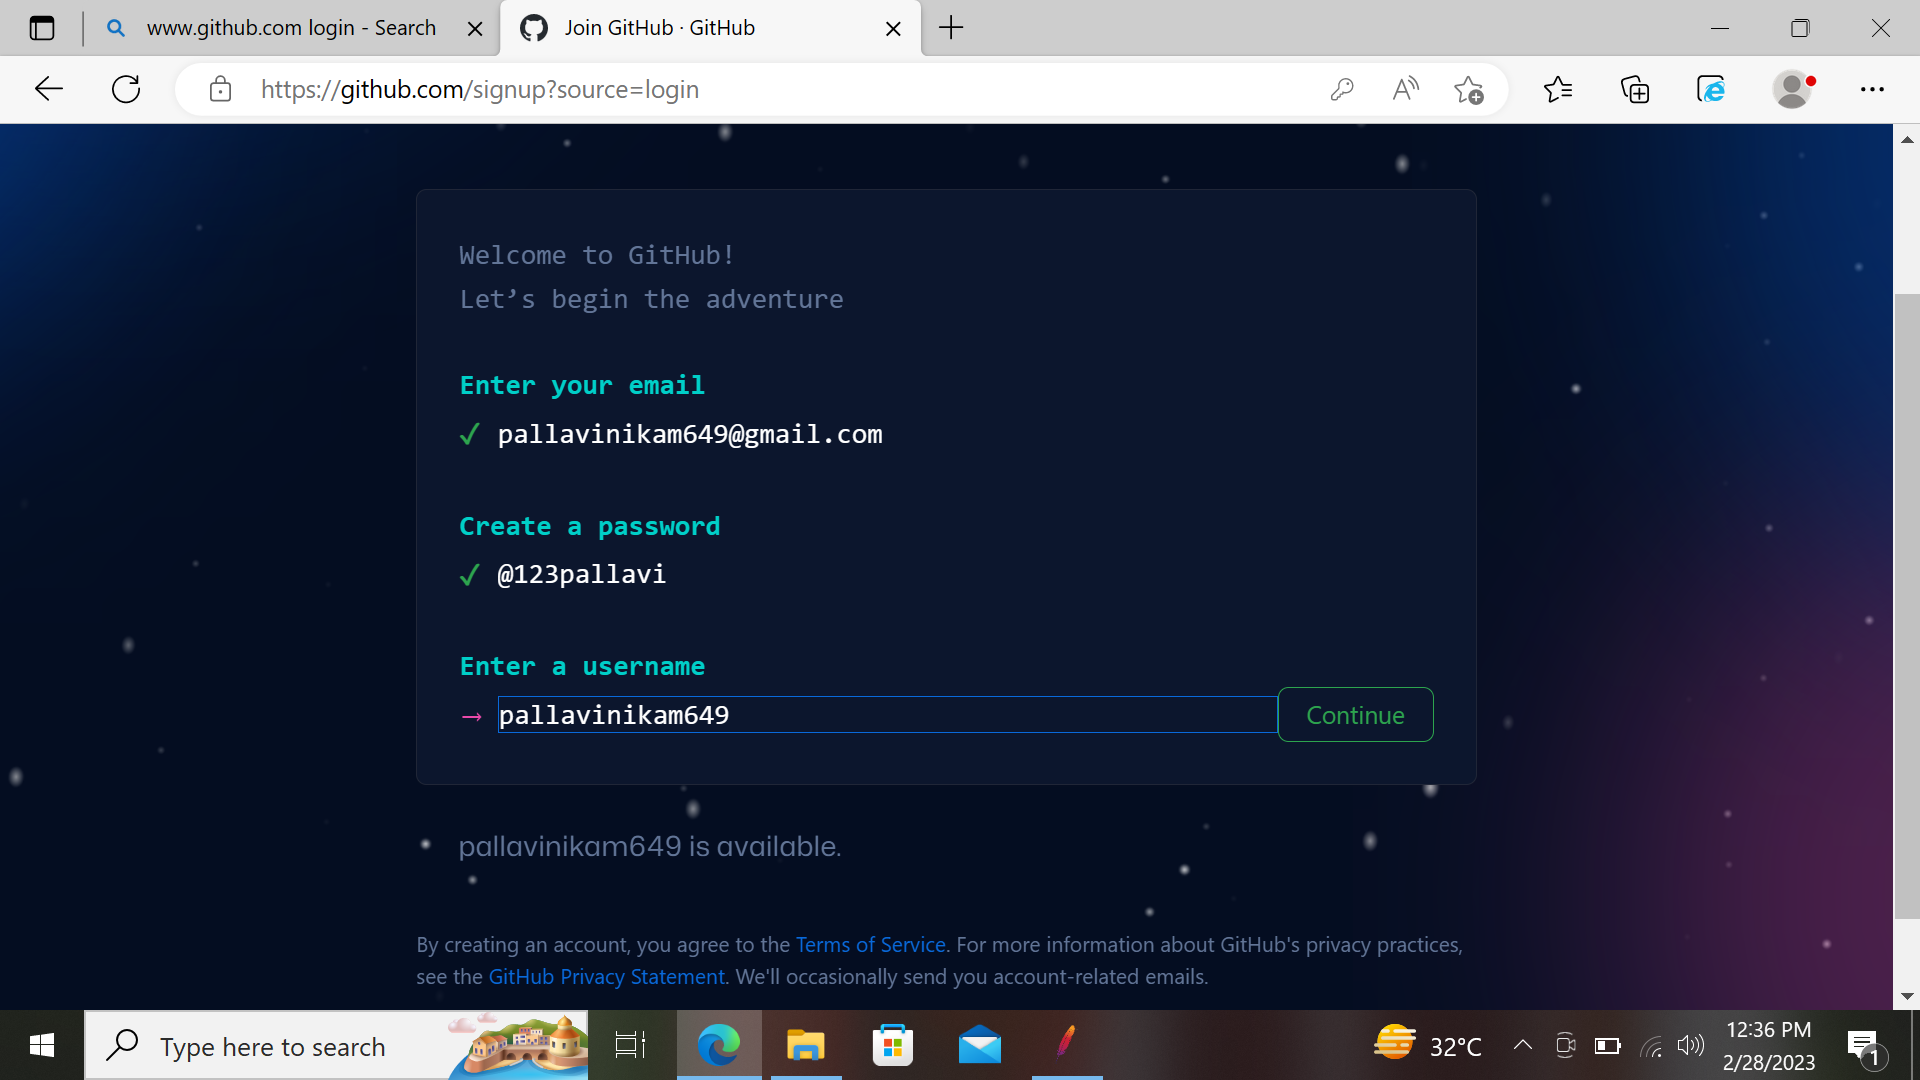 www.github.com login - Search
Join GitHub · GitHub
https://github.com/signup?source=login
Welcome to GitHub!
Let’s begin the adventure
Enter your email
✓ pallavinikam649@gmail.com
Create a password
✓ @123pallavi
Enter a username
→ pallavinikam649
Continue
pallavinikam649 is available.
By creating an account, you agree to the Terms of Service. For more information about GitHub's privacy practices,
see the GitHub Privacy Statement. We'll occasionally send you account-related emails.
Type here to search
32°C
12:36 PM
2/28/2023
1